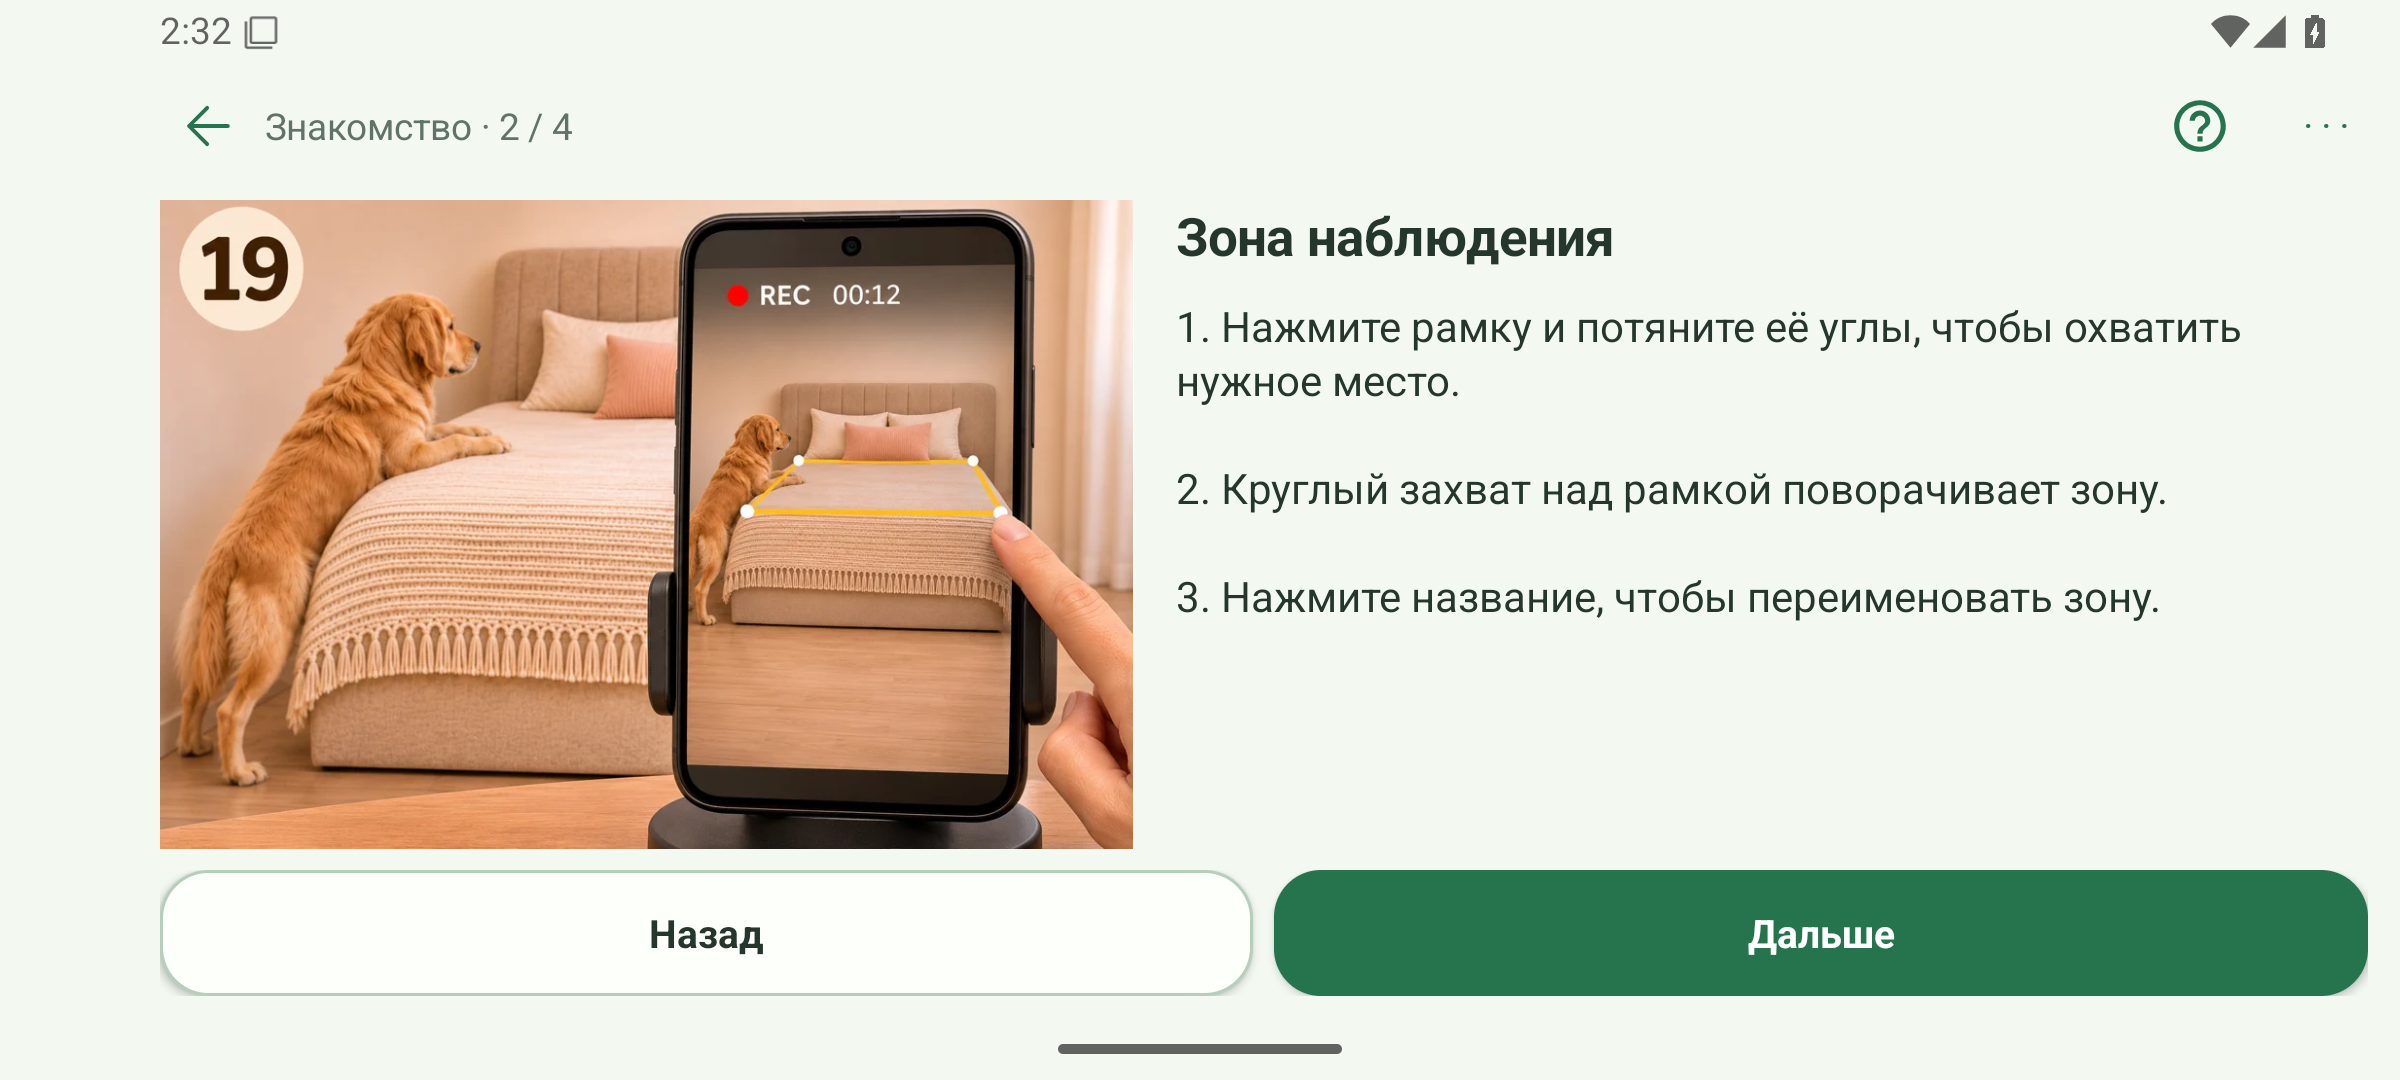 2:32
Знакомство · 2 / 4
19
REC 00:12
Зона наблюдения
1. Нажмите рамку и потяните её углы, чтобы охватить
нужное место.
2. Круглый захват над рамкой поворачивает зону.
3. Нажмите название, чтобы переименовать зону.
Назад
Дальше